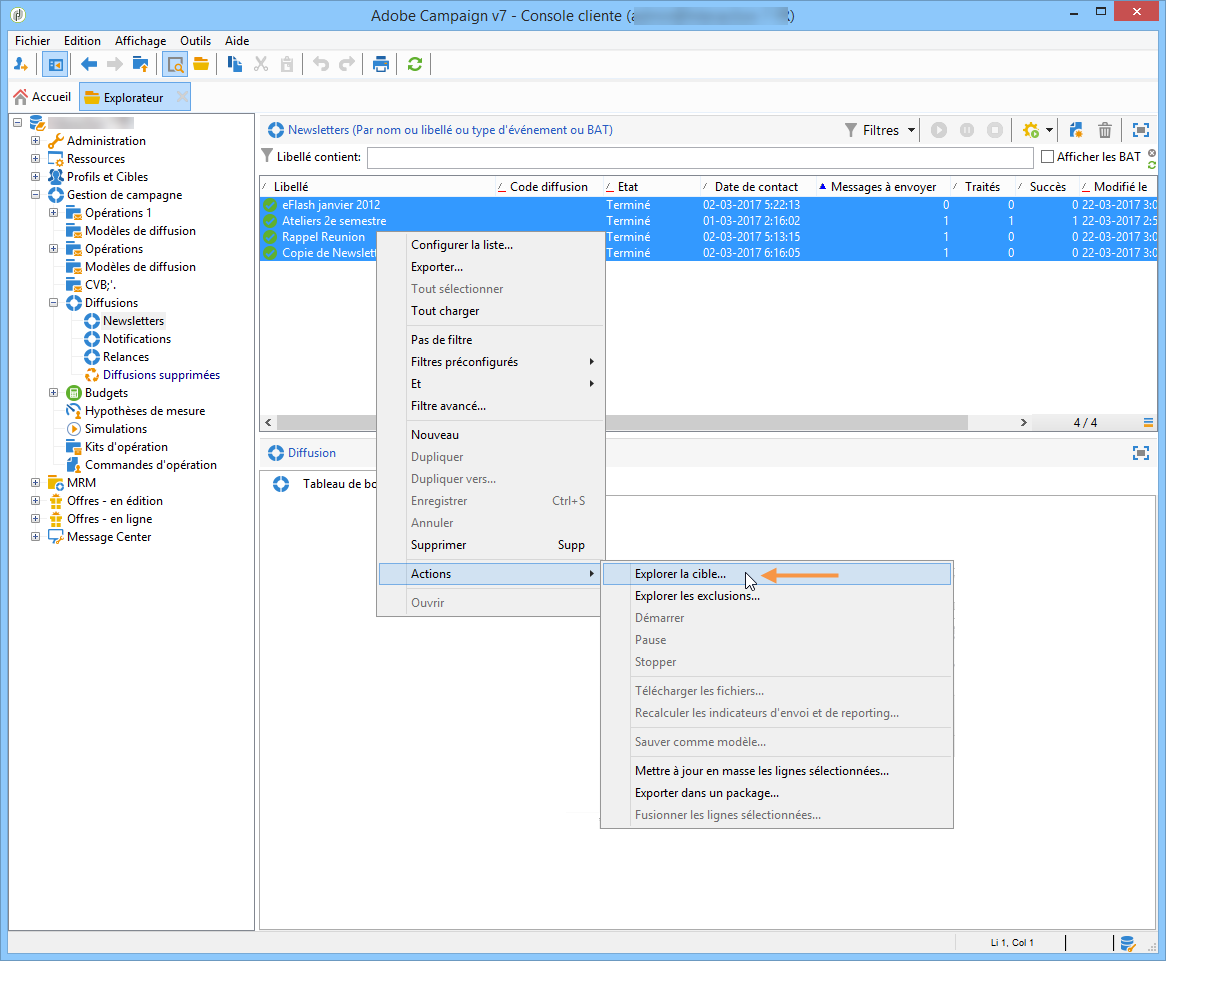 Adobe Campaign v7 - Console cliente
Fichier Edition Affichage Outils Aide
Accueil Explorateur
Administration
Ressources
Profils et Cibles
Gestion de campagne
Opérations 1
Modèles de diffusion
Opérations
Modèles de diffusion
CVB;'.
Diffusions
Newsletters
Notifications
Relances
Diffusions supprimées
Budgets
Hypothèses de mesure
Simulations
Kits d'opération
Commandes d'opération
MRM
Offres - en édition
Offres - en ligne
Message Center
Newsletters (Par nom ou libellé ou type d'événement ou BAT) Filtres
Libellé contient: Afficher les BAT
Libellé Code diffusion Etat Date de contact Messages à envoyer Traités Succès Modifié le
eFlash janvier 2012 Terminé 02-03-2017 5:22:13 0 0 0 22-03-2017 3:0
Ateliers 2e semestre Terminé 01-03-2017 2:16:02 1 1 1 22-03-2017 2:5
Rappel Reunion Terminé 02-03-2017 5:13:15 1 0 0 22-03-2017 3:0
Copie de Newslett Terminé 02-03-2017 6:16:05 1 0 0 22-03-2017 3:0
4 / 4
Diffusion
Tableau de bo
Configurer la liste...
Exporter...
Tout sélectionner
Tout charger
Pas de filtre
Filtres préconfigurés
Et
Filtre avancé...
Nouveau
Dupliquer
Dupliquer vers...
Enregistrer Ctrl+S
Annuler
Supprimer Supp
Actions
Ouvrir
Explorer la cible...
Explorer les exclusions...
Démarrer
Pause
Stopper
Télécharger les fichiers...
Recalculer les indicateurs d'envoi et de reporting...
Sauver comme modèle...
Mettre à jour en masse les lignes sélectionnées...
Exporter dans un package...
Fusionner les lignes sélectionnées...
Li 1, Col 1